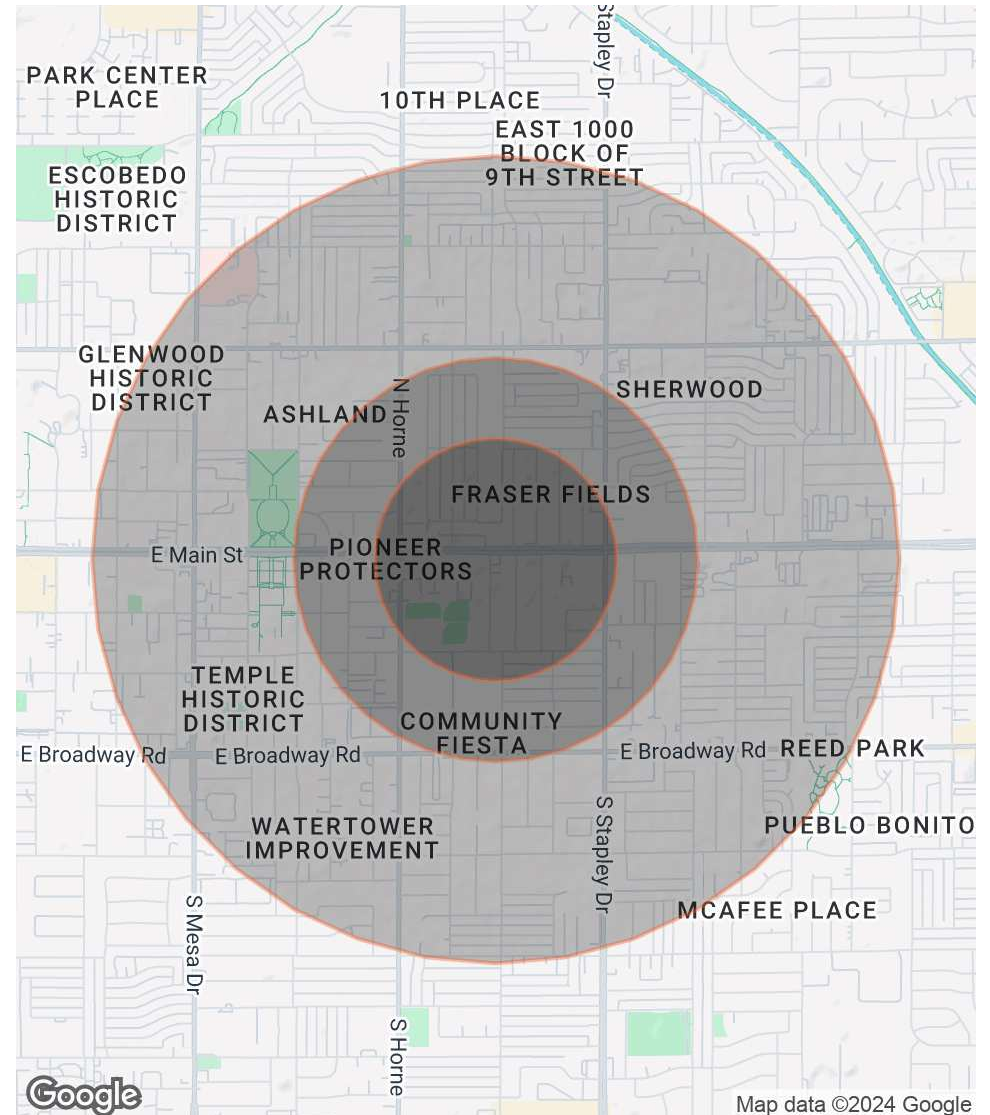 Stapley Dr
PARK CENTER
PLACE
10TH PLACE
EAST 1000
BLOCK OF
9TH STREET
ESCOBEDO
HISTORIC
DISTRICT
GLENWOOD
HISTORIC
DISTRICT
SHERWOOD
ASHLAND
N Horne
FRASER FIELDS
E Main St
PIONEER
PROTECTORS
TEMPLE
HISTORIC
DISTRICT
COMMUNITY
FIESTA
E Broadway Rd
E Broadway Rd
E Broadway Rd
REED PARK
WATERTOWER
IMPROVEMENT
S Stapley Dr
PUEBLO BONITO
MCAFEE PLACE
S Mesa Dr
S Horne
Google
Map data ©2024 Google